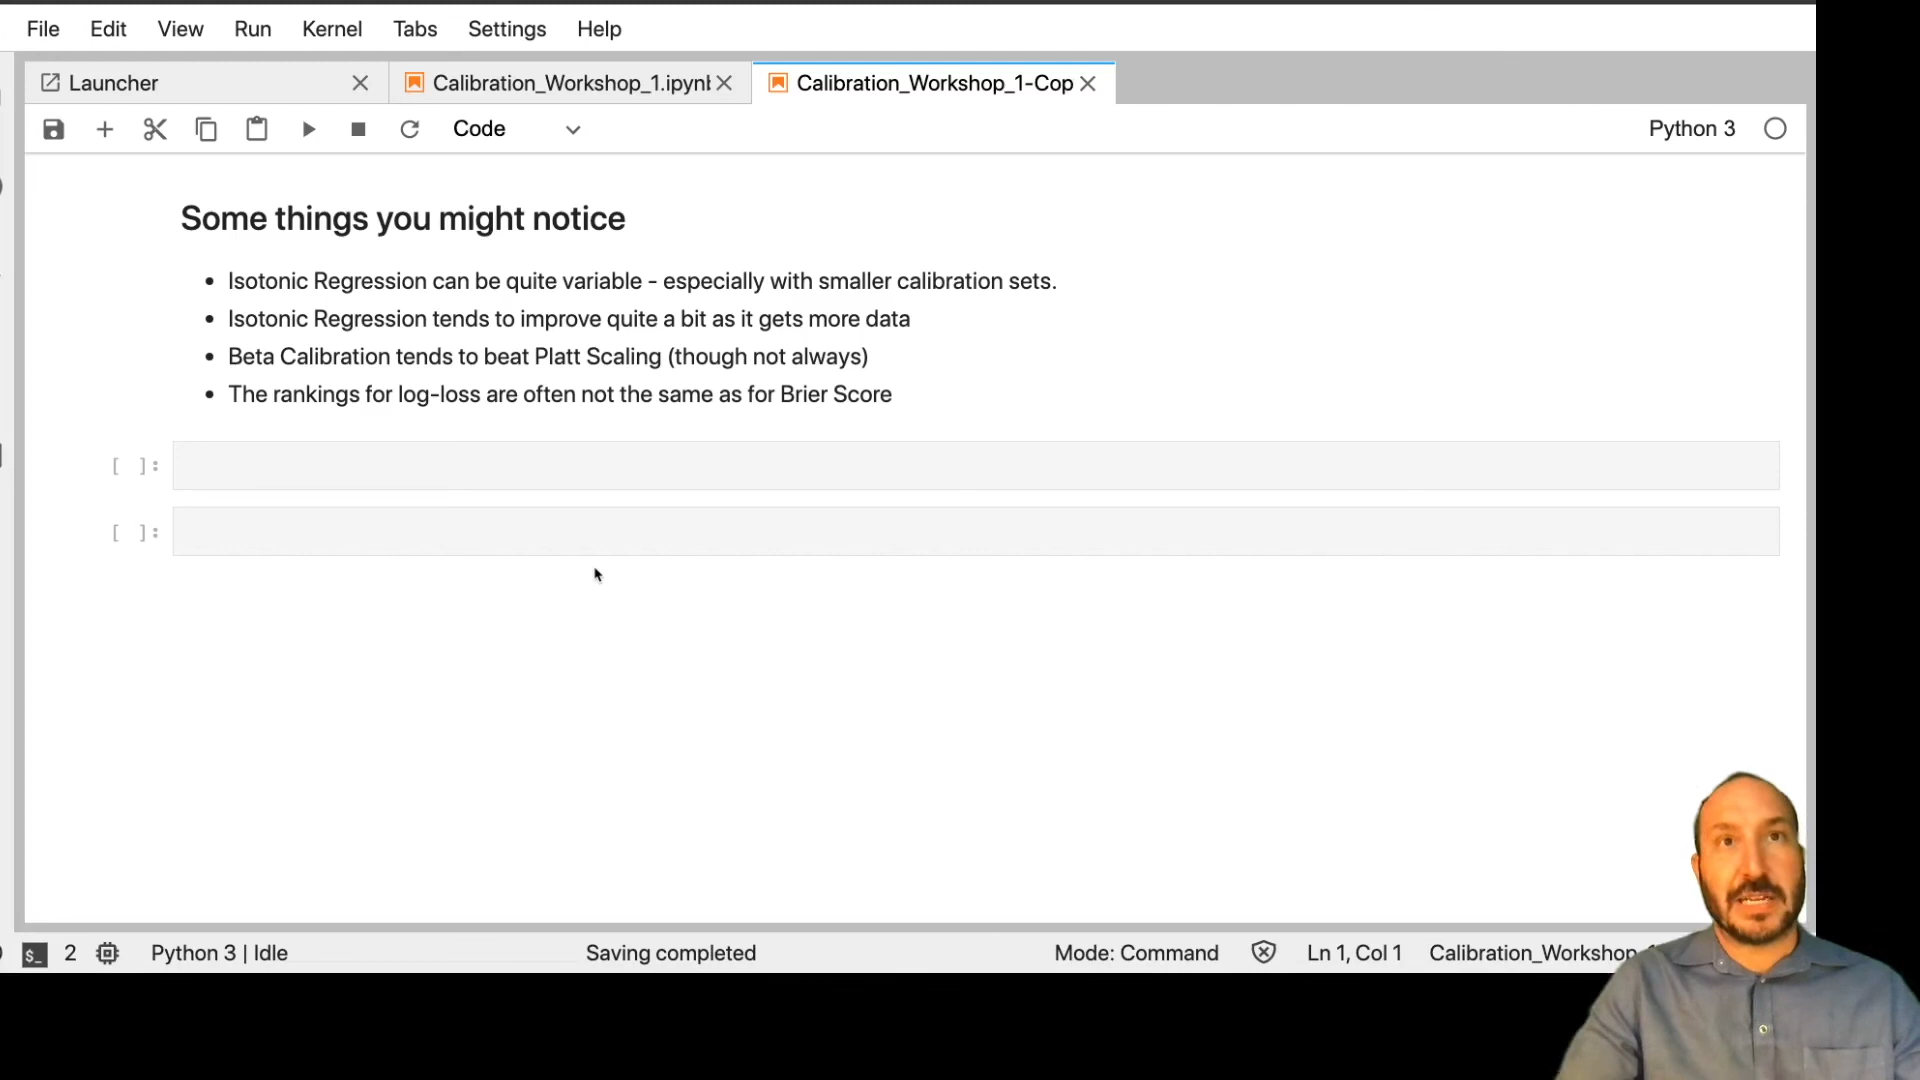 File Edit View Run Kernel Tabs Settings Help
Launcher Calibration_Workshop_1.ipynb Calibration_Workshop_1-Cop
Code Python 3
Some things you might notice
• Isotonic Regression can be quite variable - especially with smaller calibration sets.
• Isotonic Regression tends to improve quite a bit as it gets more data
• Beta Calibration tends to beat Platt Scaling (though not always)
• The rankings for log-loss are often not the same as for Brier Score
[ ]:
[ ]:
$_ 2 Python 3 | Idle Saving completed Mode: Command Ln 1, Col 1 Calibration_Workshop